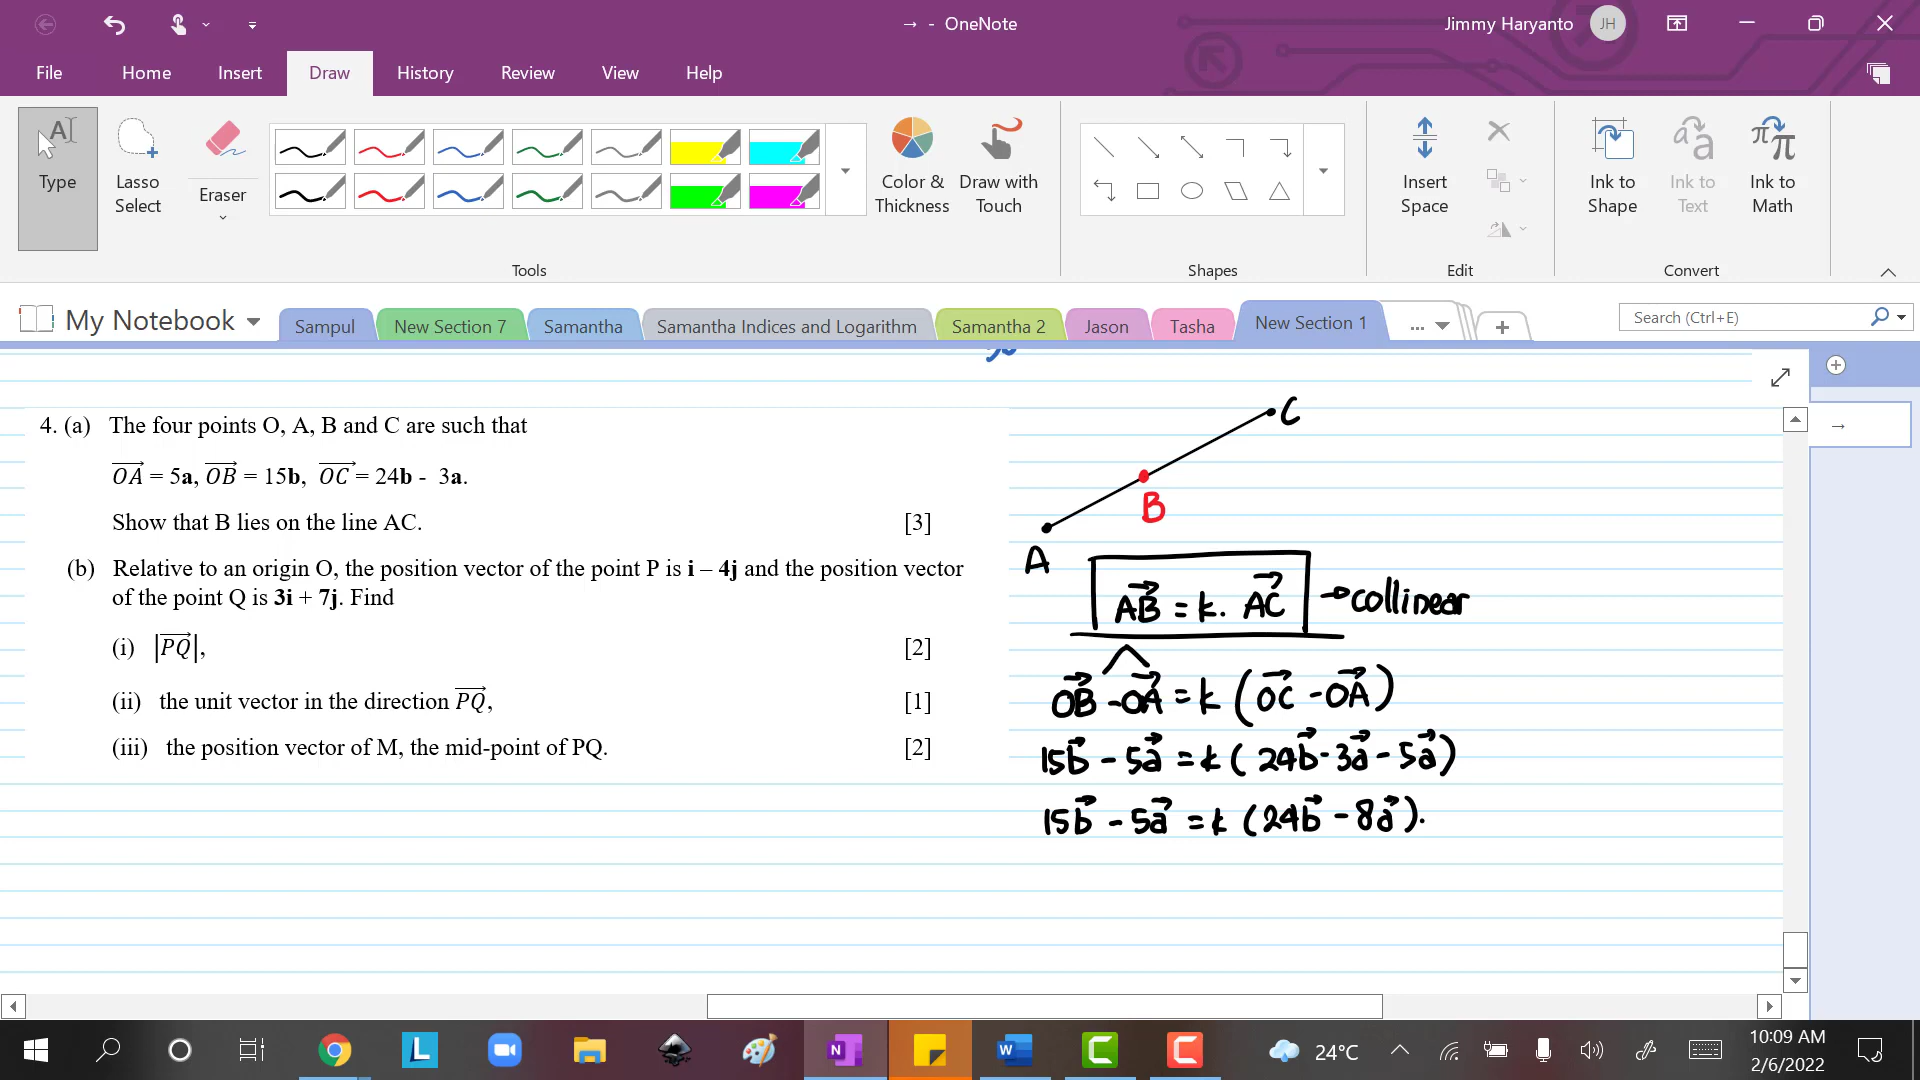 → - OneNote
Jimmy Haryanto JH
File Home Insert Draw History Review View Help
Type
Lasso Select
Eraser
Color & Thickness
Draw with Touch
Insert Space
Ink to Shape
Ink to Text
Ink to Math
Tools Shapes Edit Convert
My Notebook
Sampul New Section 7 Samantha Samantha Indices and Logarithm Samantha 2 Jason Tasha New Section 1 ...
Search (Ctrl+E)
4. (a) The four points O, A, B and C are such that
OA⃗ = 5a, OB⃗ = 15b, OC⃗ = 24b - 3a.
Show that B lies on the line AC. [3]
(b) Relative to an origin O, the position vector of the point P is i – 4j and the position vector
of the point Q is 3i + 7j. Find
(i) |PQ⃗|, [2]
(ii) the unit vector in the direction PQ⃗, [1]
(iii) the position vector of M, the mid-point of PQ. [2]
C
B
A
AB⃗ = k. AC⃗ → collinear
OB⃗ - OA⃗ = k (OC⃗ - OA⃗)
15b⃗ - 5a⃗ = k (24b⃗ - 3a⃗ - 5a⃗)
15b⃗ - 5a⃗ = k (24b⃗ - 8a⃗).
24°C
10:09 AM
2/6/2022